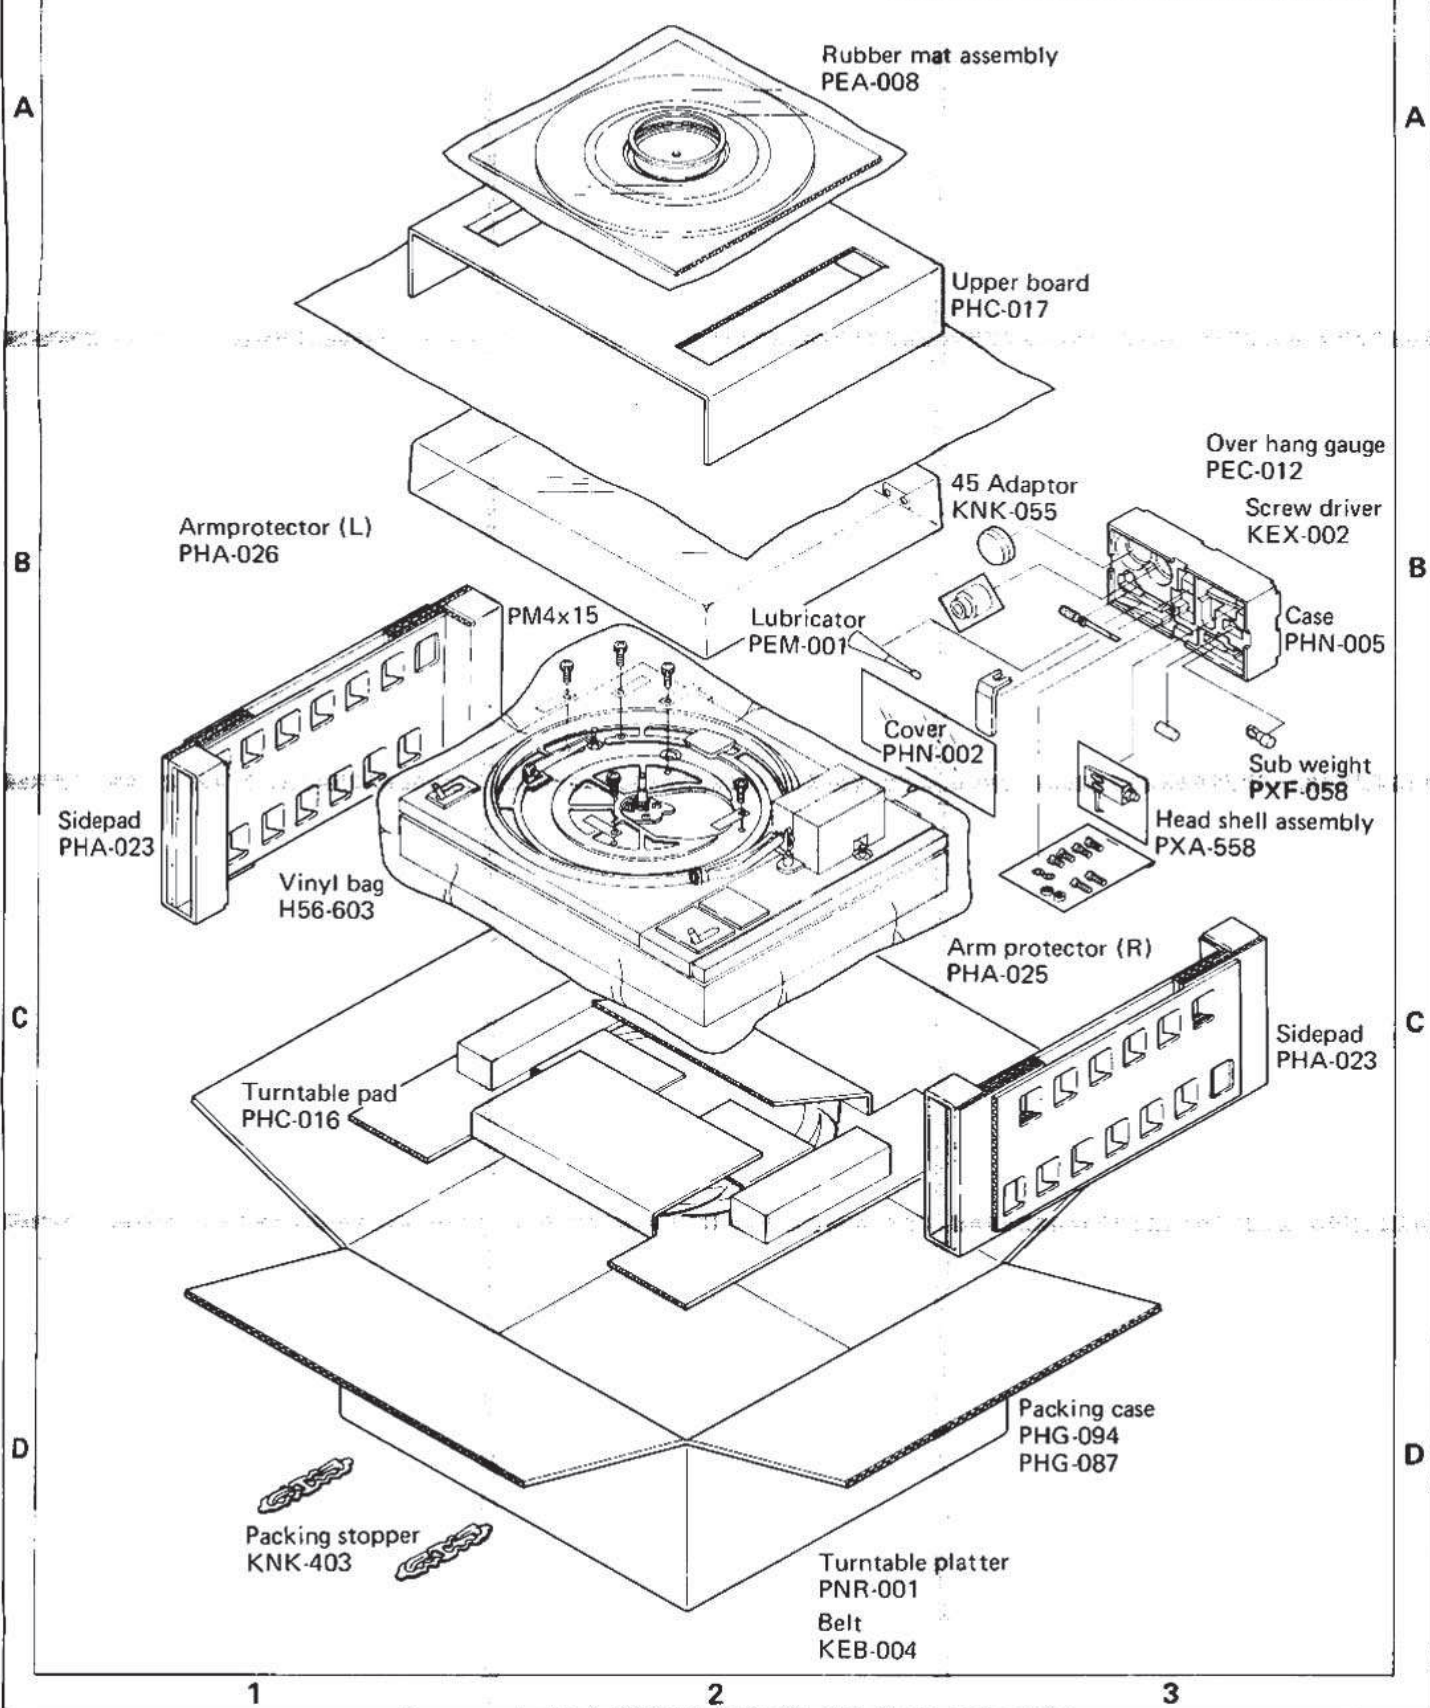 Rubber mat assembly
PEA-008
A
A
Upper board
PHC-017
Over hang gauge
PEC-012
45 Adaptor
KNK-055
Screw driver
KEX-002
Armprotector (L)
PHA-026
B
B
PM4x15
Lubricator
PEM-001
Case
PHN-005
Cover
PHN-002
Sub weight
PXF-058
Sidepad
PHA-023
Head shell assembly
PXA-558
Vinyl bag
H56-603
Arm protector (R)
PHA-025
C
C
Sidepad
PHA-023
Turntable pad
PHC-016
Packing case
PHG-094
PHG-087
D
D
Packing stopper
KNK-403
Turntable platter
PNR-001
Belt
KEB-004
1
2
3